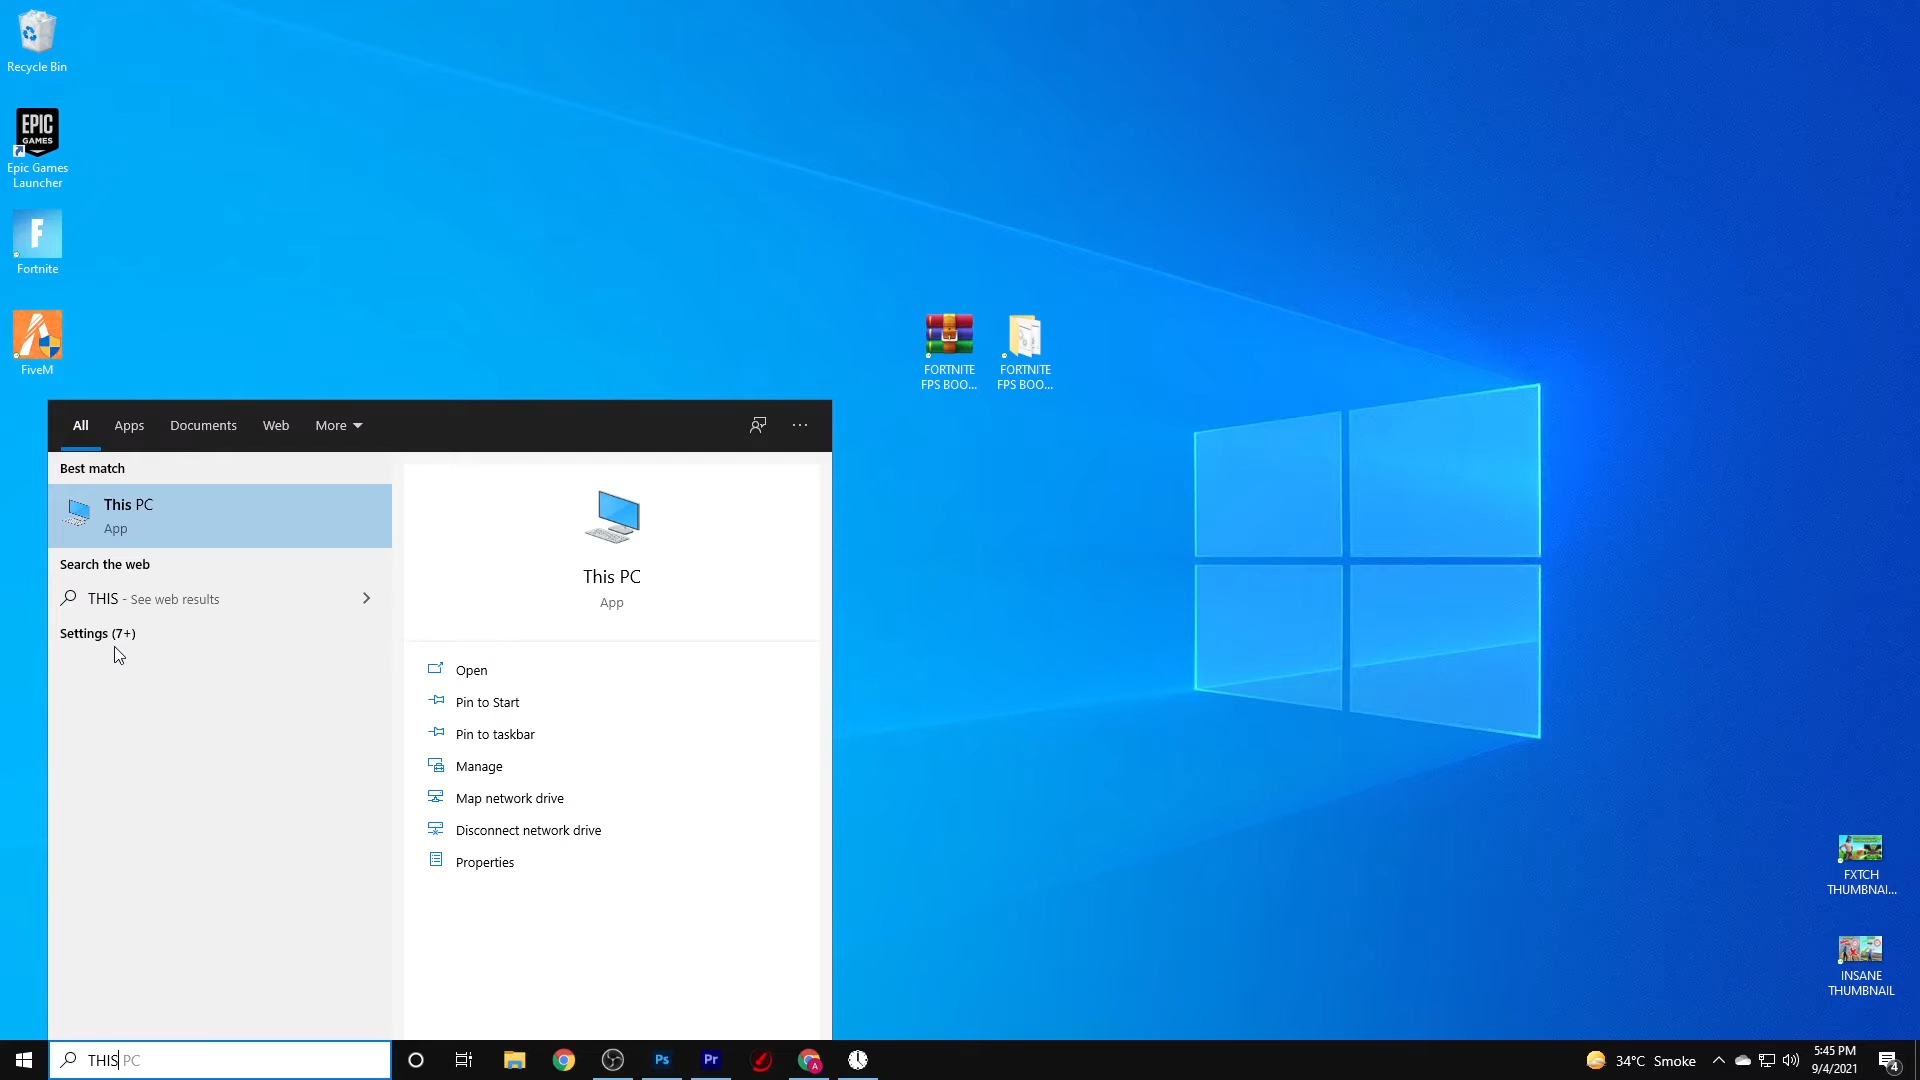 Recycle Bin
EPIC
GAMES
Epic Games
Launcher
F
Fortnite
FiveM
FORTNITE
FPS BOO...
FORTNITE
FPS BOO...
All
Apps
Documents
Web
More
Best match
This PC
App
Search the web
THIS - See web results
Settings (7+)
This PC
App
Open
Pin to Start
Pin to taskbar
Manage
Map network drive
Disconnect network drive
Properties
FXTCH
THUMBNAI...
INSANE
THUMBNAIL
THIS PC
Ps
Pr
A
34°C Smoke
5:45 PM
9/4/2021
4